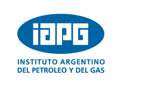 IAPG
INSTITUTO ARGENTINO
DEL PETROLEO Y DEL GAS